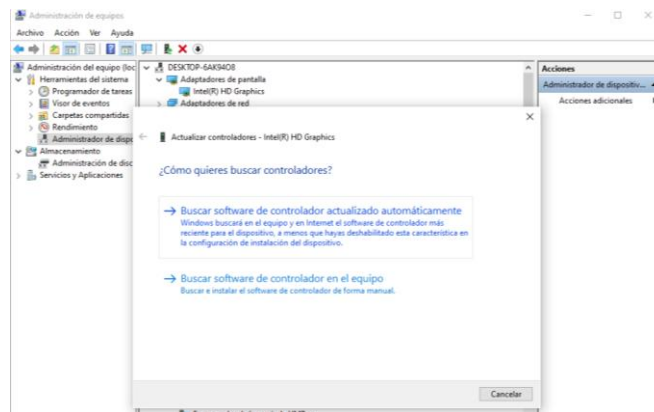 Administración de equipos
Archivo Acción Ver Ayuda
Administración del equipo (loc
Herramientas del sistema
Programador de tareas
Visor de eventos
Carpetas compartidas
Rendimiento
Administrador de dispo
Almacenamiento
Administración de disc
Servicios y Aplicaciones
DESKTOP-6AK94O8
Adaptadores de pantalla
Intel(R) HD Graphics
Adaptadores de red
Acciones
Administrador de dispositiv...
Acciones adicionales
Actualizar controladores - Intel(R) HD Graphics
¿Cómo quieres buscar controladores?
Buscar software de controlador actualizado automáticamente
Windows buscará en el equipo y en Internet el software de controlador más
reciente para el dispositivo, a menos que hayas deshabilitado esta característica en
la configuración de instalación del dispositivo.
Buscar software de controlador en el equipo
Buscar e instalar el software de controlador de forma manual.
Cancelar